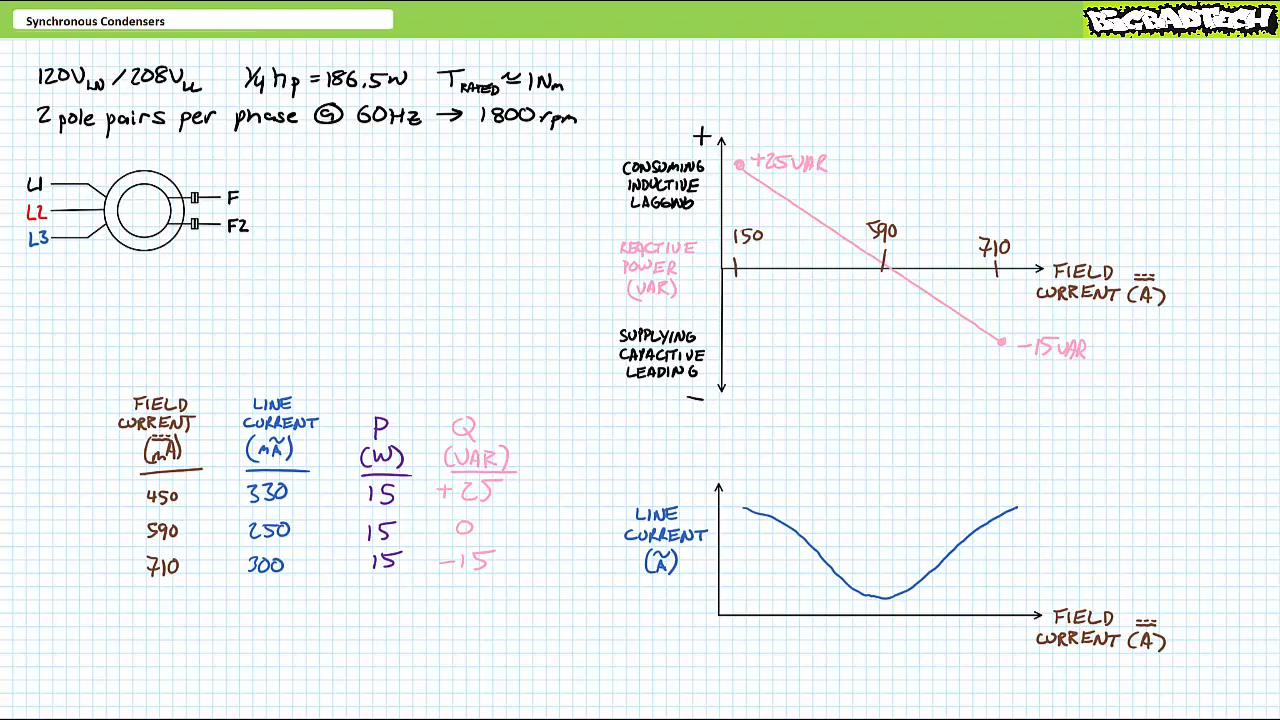 Synchronous Condensers
BIGBADTECH
120V LN / 208V LL   1/4 hp = 186.5W   T RATED ≈ 1Nm
2 pole pairs per phase @ 60Hz → 1800 rpm
L1
L2
L3
F
F2
+
CONSUMING
INDUCTIVE
LAGGING
REACTIVE
POWER
(VAR)
SUPPLYING
CAPACITIVE
LEADING
−
+25VAR
150
590
710
−15VAR
FIELD
CURRENT (A)
FIELD CURRENT (mA)   LINE CURRENT (mA)   P (W)   Q (VAR)
450   330   15   +25
590   250   15   0
710   300   15   −15
LINE
CURRENT
(A)
FIELD
CURRENT (A)